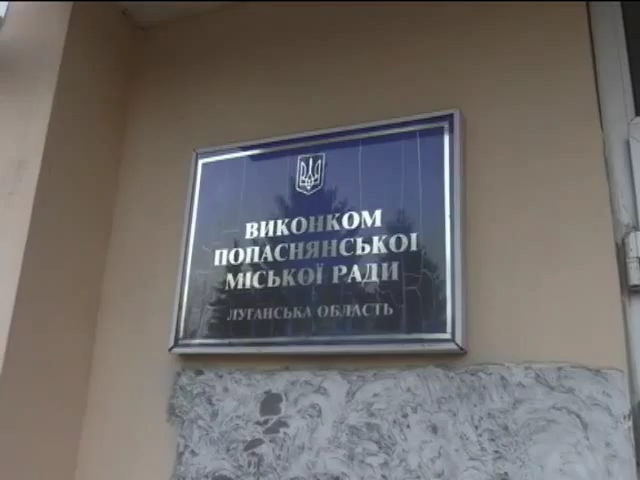 ВИКОНКОМ
ПОПАСНЯНСЬКОЇ
МІСЬКОЇ РАДИ
ЛУГАНСЬКА ОБЛАСТЬ